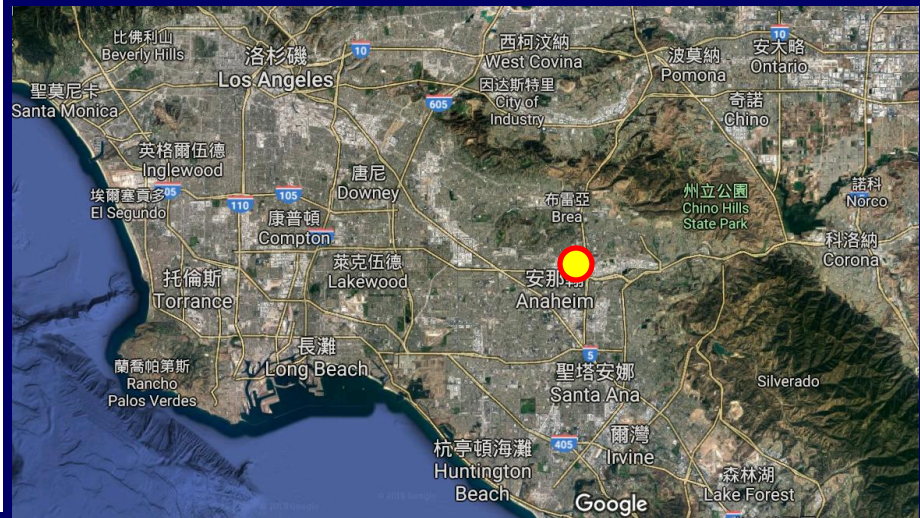 比佛利山
Beverly Hills
洛杉磯
Los Angeles
10
西柯汶納
West Covina
波莫納
Pomona
10
安大略
Ontario
聖莫尼卡
Santa Monica
605
因达斯特里
City of
Industry
奇諾
Chino
英格爾伍德
Inglewood
唐尼
Downey
埃爾塞貢多
El Segundo
05
110
105
康普頓
Compton
布雷亞
Brea
州立公園
Chino Hills
State Park
諾科
Norco
科洛納
Corona
托倫斯
Torrance
萊克伍德
Lakewood
安那
Anaheim
長灘
Long Beach
5
蘭喬帕第斯
Rancho
Palos Verdes
聖塔安娜
Santa Ana
Silverado
405
爾灣
Irvine
杭亭頓海灘
Huntington
Beach
森林湖
Lake Forest
Google